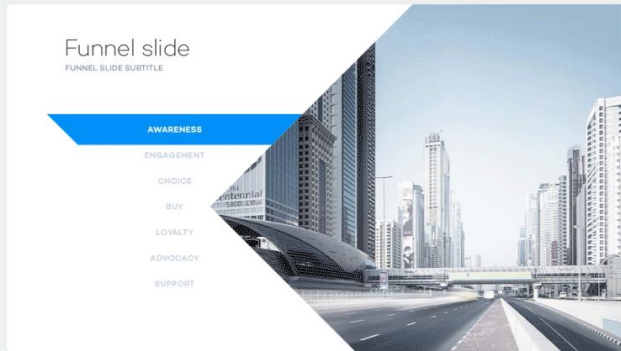 Funnel slide
FUNNEL SLIDE SUBTITLE
AWARENESS
ENGAGEMENT
CHOICE
BUY
LOYALTY
ADVOCACY
SUPPORT